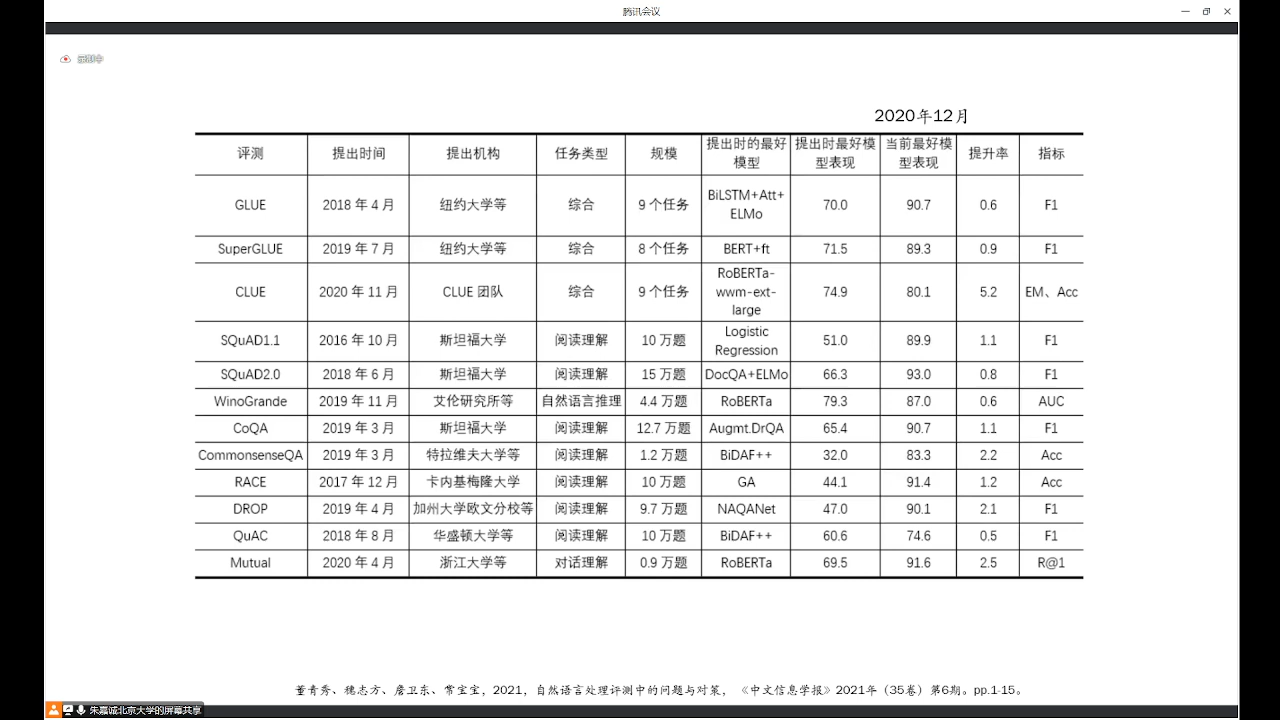 腾讯会议
录制中
2020年12月
评测 提出时间 提出机构 任务类型 规模 提出时的最好模型 提出时最好模型表现 当前最好模型表现 提升率 指标
GLUE 2018 年 4 月 纽约大学等 综合 9 个任务 BiLSTM+Att+ELMo 70.0 90.7 0.6 F1
SuperGLUE 2019 年 7 月 纽约大学等 综合 8 个任务 BERT+ft 71.5 89.3 0.9 F1
CLUE 2020 年 11 月 CLUE 团队 综合 9 个任务 RoBERTa-wwm-ext-large 74.9 80.1 5.2 EM、Acc
SQuAD1.1 2016 年 10 月 斯坦福大学 阅读理解 10 万题 Logistic Regression 51.0 89.9 1.1 F1
SQuAD2.0 2018 年 6 月 斯坦福大学 阅读理解 15 万题 DocQA+ELMo 66.3 93.0 0.8 F1
WinoGrande 2019 年 11 月 艾伦研究所等 自然语言推理 4.4 万题 RoBERTa 79.3 87.0 0.6 AUC
CoQA 2019 年 3 月 斯坦福大学 阅读理解 12.7 万题 Augmt.DrQA 65.4 90.7 1.1 F1
CommonsenseQA 2019 年 3 月 特拉维夫大学等 阅读理解 1.2 万题 BiDAF++ 32.0 83.3 2.2 Acc
RACE 2017 年 12 月 卡内基梅隆大学 阅读理解 10 万题 GA 44.1 91.4 1.2 Acc
DROP 2019 年 4 月 加州大学欧文分校等 阅读理解 9.7 万题 NAQANet 47.0 90.1 2.1 F1
QuAC 2018 年 8 月 华盛顿大学等 阅读理解 10 万题 BiDAF++ 60.6 74.6 0.5 F1
Mutual 2020 年 4 月 浙江大学等 对话理解 0.9 万题 RoBERTa 69.5 91.6 2.5 R@1
董青秀、穗志方、詹卫东、常宝宝，2021，自然语言处理评测中的问题与对策，《中文信息学报》2021年（35卷）第6期。pp.1-15。
朱嘉诚北京大学的屏幕共享